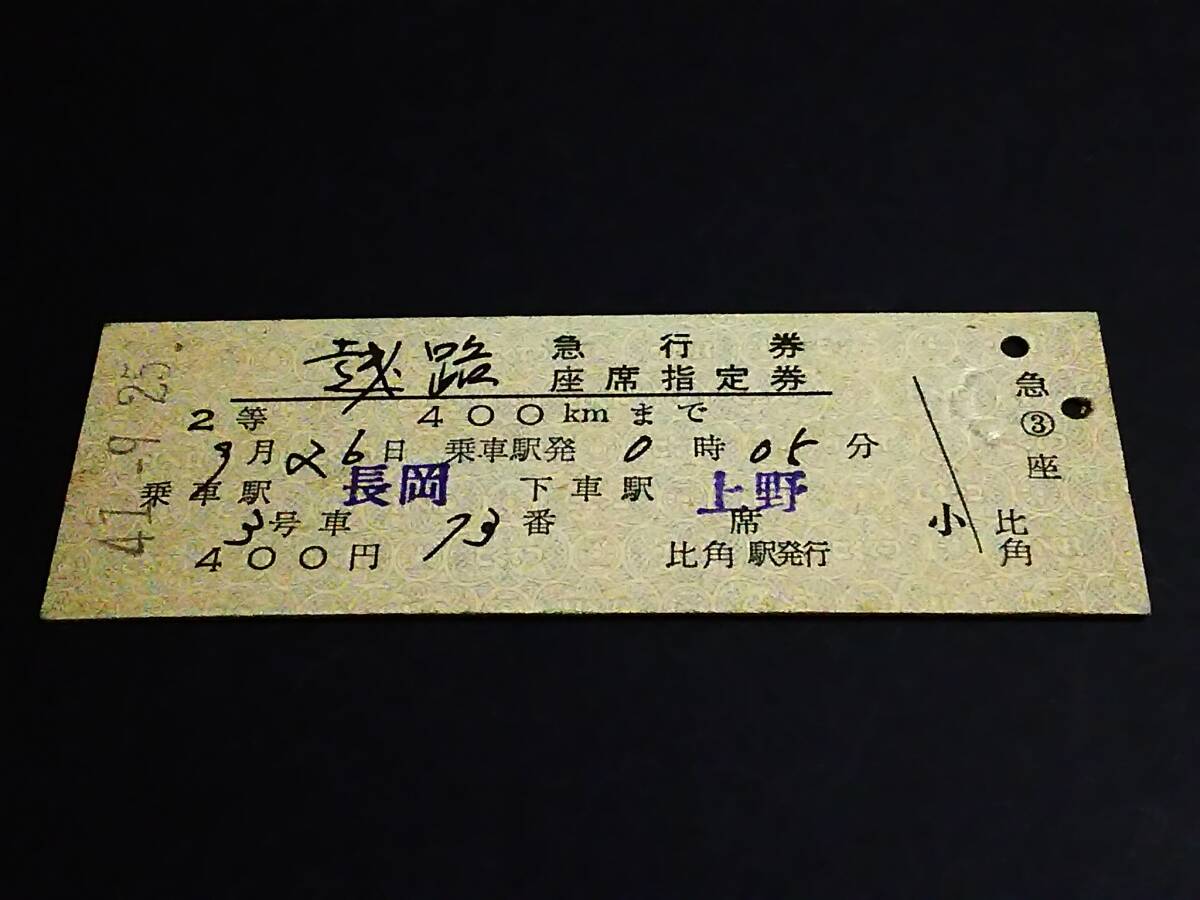 越路 急行券
座席指定券
2等 400kmまで
9月26日 乗車駅発 0時05分
乗車駅 長岡 下車駅 上野
3号車 73番 席
400円 比角駅発行
41.-9.25
小
急
③
座
比角